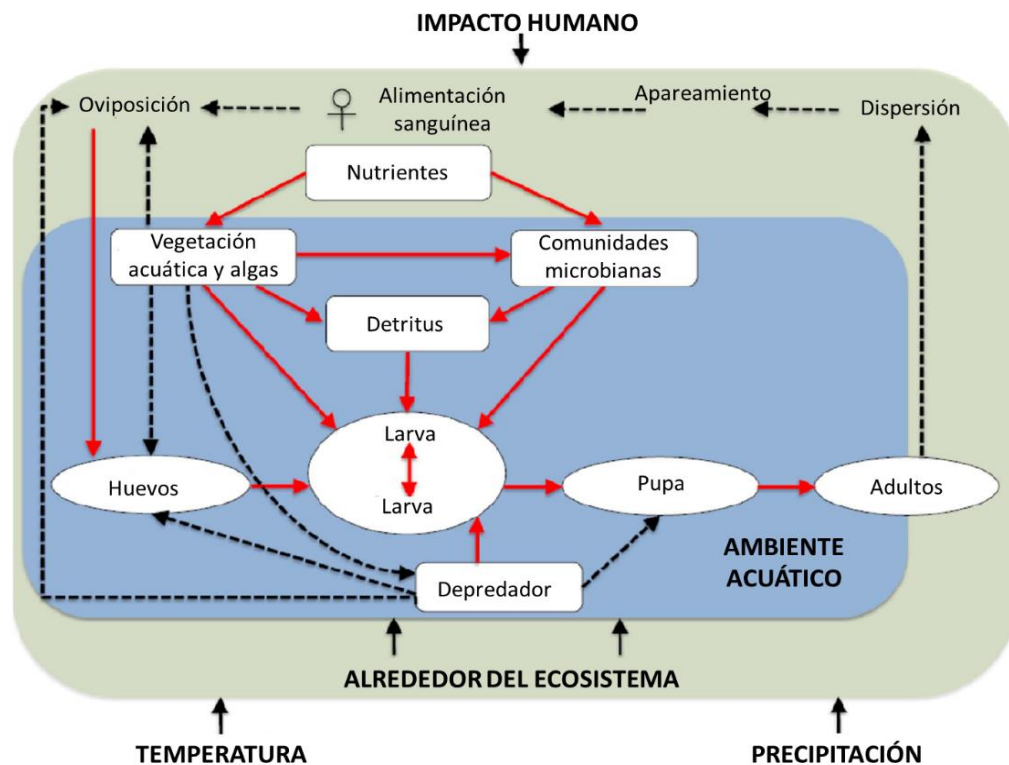 IMPACTO HUMANO
Oviposición
♀
Alimentación
sanguínea
Apareamiento
Dispersión
Nutrientes
Vegetación
acuática y algas
Comunidades
microbianas
Detritus
Larva
Larva
Huevos
Pupa
Adultos
AMBIENTE
ACUÁTICO
Depredador
ALREDEDOR DEL ECOSISTEMA
TEMPERATURA
PRECIPITACIÓN